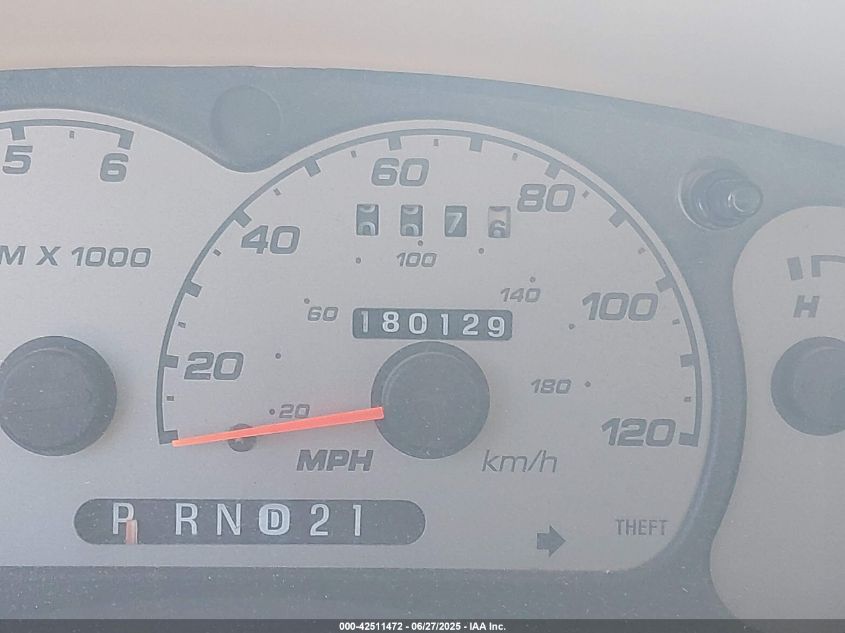 5 6
M X 1000
20 40 60 80 100 120
76
20 60 100 140 180
180129
MPH km/h
P R N D 2 1
THEFT
H
000-42511472 - 06/27/2025 - IAA Inc.